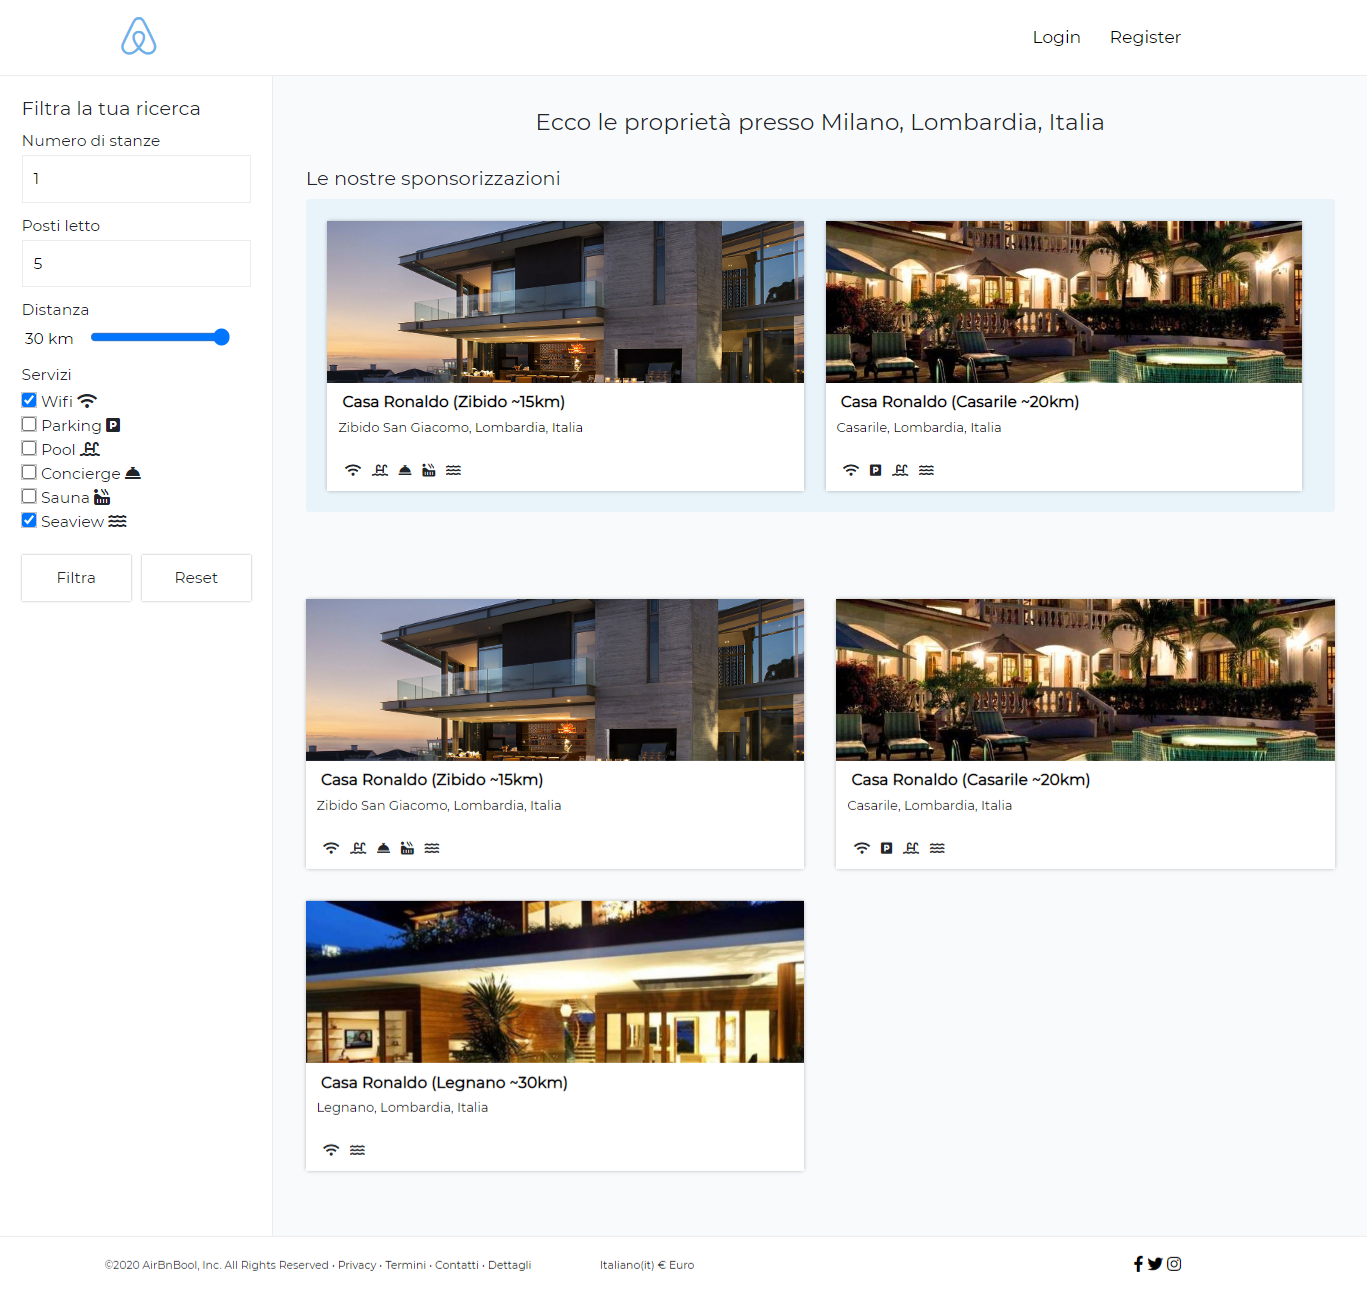 Login Register
Filtra la tua ricerca
Numero di stanze
1
Posti letto
5
Distanza
30 km
Servizi
Wifi
Parking
Pool
Concierge
Sauna
Seaview
Filtra Reset
Ecco le proprietà presso Milano, Lombardia, Italia
Le nostre sponsorizzazioni
Casa Ronaldo (Zibido ~15km)
Zibido San Giacomo, Lombardia, Italia
Casa Ronaldo (Casarile ~20km)
Casarile, Lombardia, Italia
Casa Ronaldo (Zibido ~15km)
Zibido San Giacomo, Lombardia, Italia
Casa Ronaldo (Casarile ~20km)
Casarile, Lombardia, Italia
Casa Ronaldo (Legnano ~30km)
Legnano, Lombardia, Italia
©2020 AirBnBool, Inc. All Rights Reserved · Privacy · Termini · Contatti · Dettagli
Italiano(it) € Euro